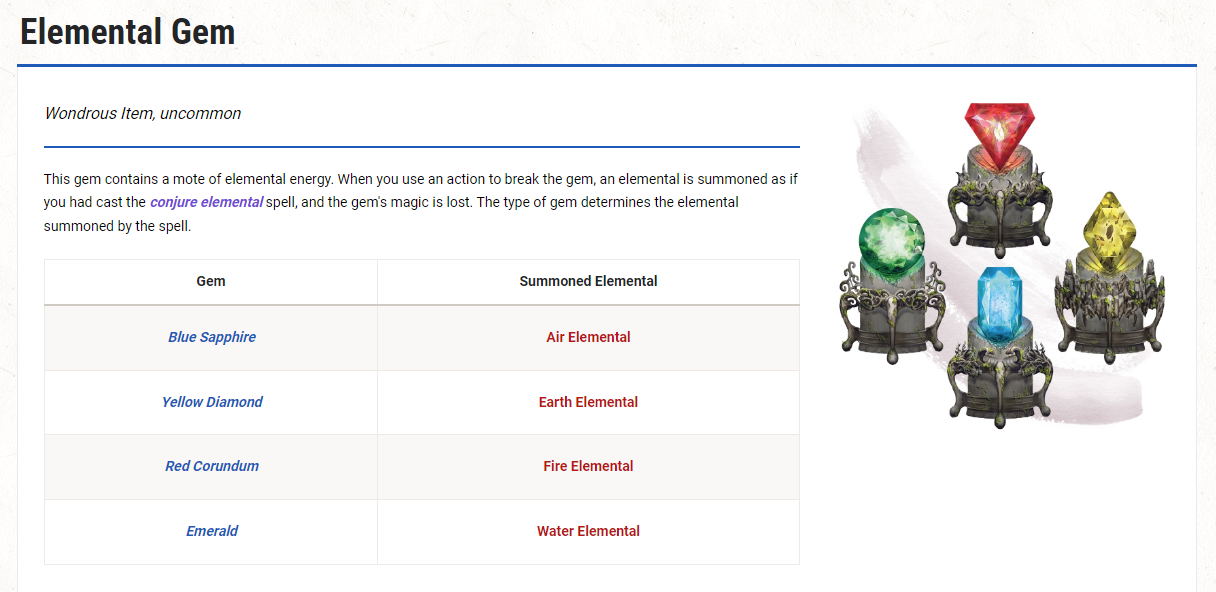 Elemental Gem
Wondrous Item, uncommon
This gem contains a mote of elemental energy. When you use an action to break the gem, an elemental is summoned as if
you had cast the conjure elemental spell, and the gem's magic is lost. The type of gem determines the elemental
summoned by the spell.
Gem Summoned Elemental
Blue Sapphire Air Elemental
Yellow Diamond Earth Elemental
Red Corundum Fire Elemental
Emerald Water Elemental